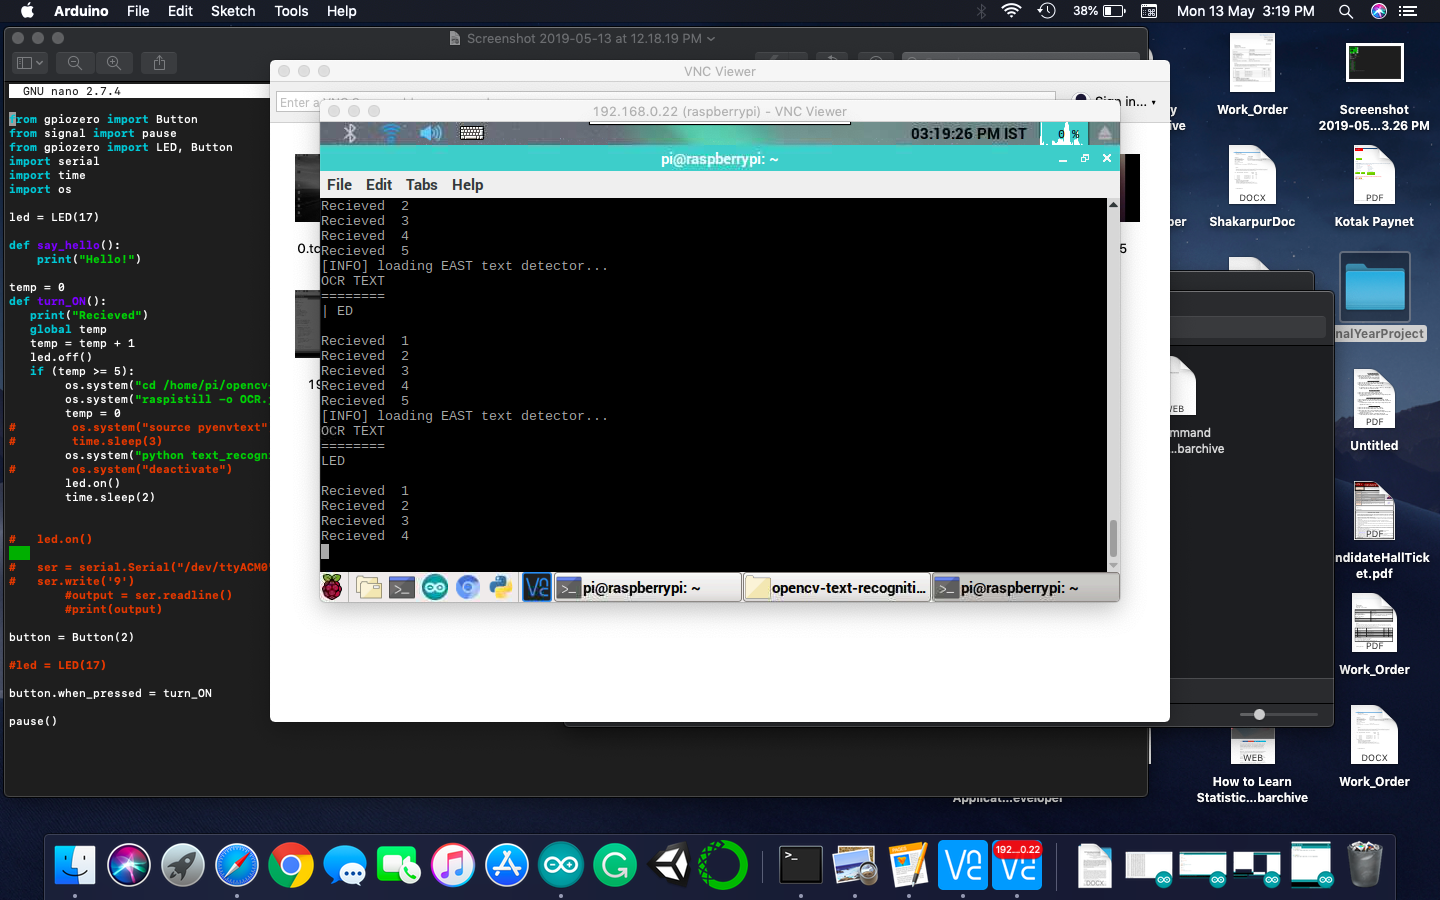 Arduino File Edit Sketch Tools Help
38% Mon 13 May 3:19 PM
Screenshot 2019-05-13 at 12.18.19 PM
GNU nano 2.7.4
from gpiozero import Button
from signal import pause
from gpiozero import LED, Button
import serial
import time
import os
led = LED(17)
def say_hello():
print("Hello!")
temp = 0
def turn_ON():
print("Recieved")
global temp
temp = temp + 1
led.off()
if (temp >= 5):
os.system("cd /home/pi/opencv-
os.system("raspistill -o OCR.
temp = 0
# os.system("source pyenvtext"
# time.sleep(3)
os.system("python text_recogn
# os.system("deactivate")
led.on()
time.sleep(2)
# led.on()
# ser = serial.Serial("/dev/ttyACM0
# ser.write('9')
#output = ser.readline()
#print(output)
button = Button(2)
#led = LED(17)
button.when_pressed = turn_ON
pause()
VNC Viewer
Sign in...
192.168.0.22 (raspberrypi) - VNC Viewer
03:19:26 PM IST 0 %
pi@raspberrypi: ~
File Edit Tabs Help
Recieved 2
Recieved 3
Recieved 4
Recieved 5
[INFO] loading EAST text detector...
OCR TEXT
========
| ED
Recieved 1
Recieved 2
Recieved 3
Recieved 4
Recieved 5
[INFO] loading EAST text detector...
OCR TEXT
========
LED
Recieved 1
Recieved 2
Recieved 3
Recieved 4
pi@raspberrypi: ~
opencv-text-recogniti...
pi@raspberrypi: ~
0.tc
5
19
Work_Order
Screenshot
2019-05...3.26 PM
DOCX
ShakarpurDoc
PDF
Kotak Paynet
nalYearProject
WEB
mmand
...barchive
PDF
Untitled
PDF
ndidateHallTick
et.pdf
PDF
Work_Order
WEB
How to Learn
Statistic...barchive
DOCX
Work_Order
Applicat...eveloper
PAGES
192...0.22
DOCX